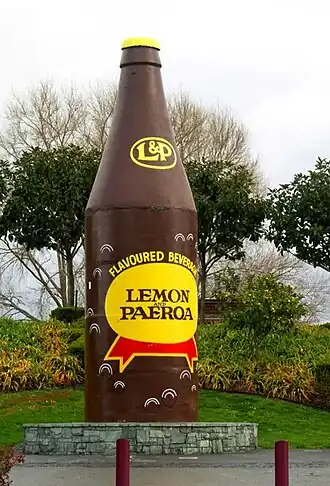 L&P
FLAVOURED BEVERAGE
LEMON
AND
PAEROA